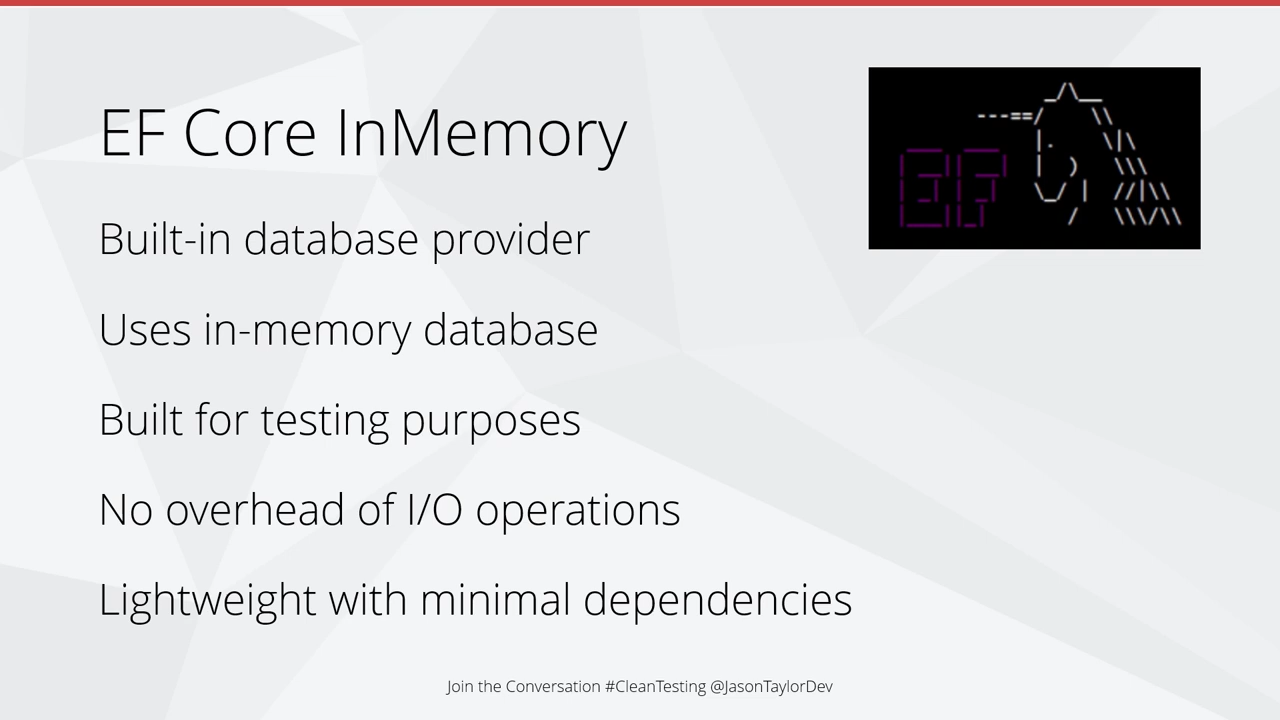 EF Core InMemory
EF
Built-in database provider
Uses in-memory database
Built for testing purposes
No overhead of I/O operations
Lightweight with minimal dependencies
Join the Conversation #CleanTesting @JasonTaylorDev